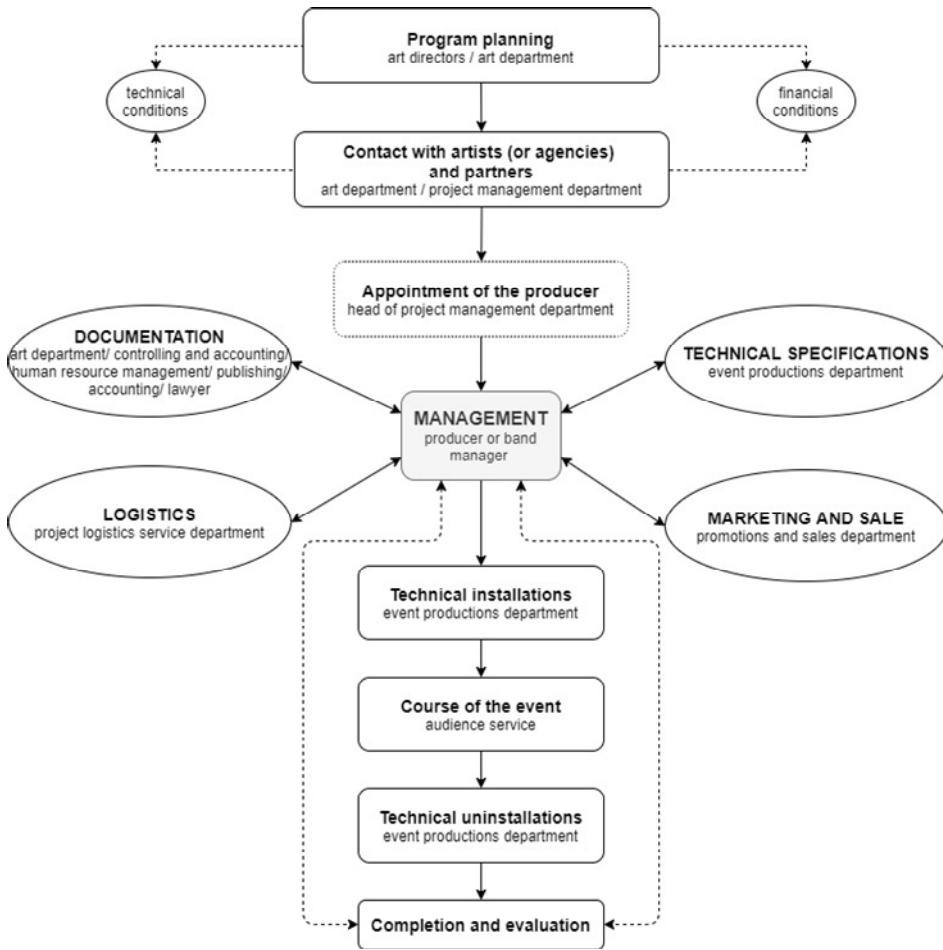 Program planning
art directors / art department
technical
conditions
financial
conditions
Contact with artists (or agencies)
and partners
art department / project management department
Appointment of the producer
head of project management department
DOCUMENTATION
art department/ controlling and accounting/
human resource management/ publishing/
accounting/ lawyer
TECHNICAL SPECIFICATIONS
event productions department
MANAGEMENT
producer or band
manager
LOGISTICS
project logistics service department
MARKETING AND SALE
promotions and sales department
Technical installations
event productions department
Course of the event
audience service
Technical uninstallations
event productions department
Completion and evaluation